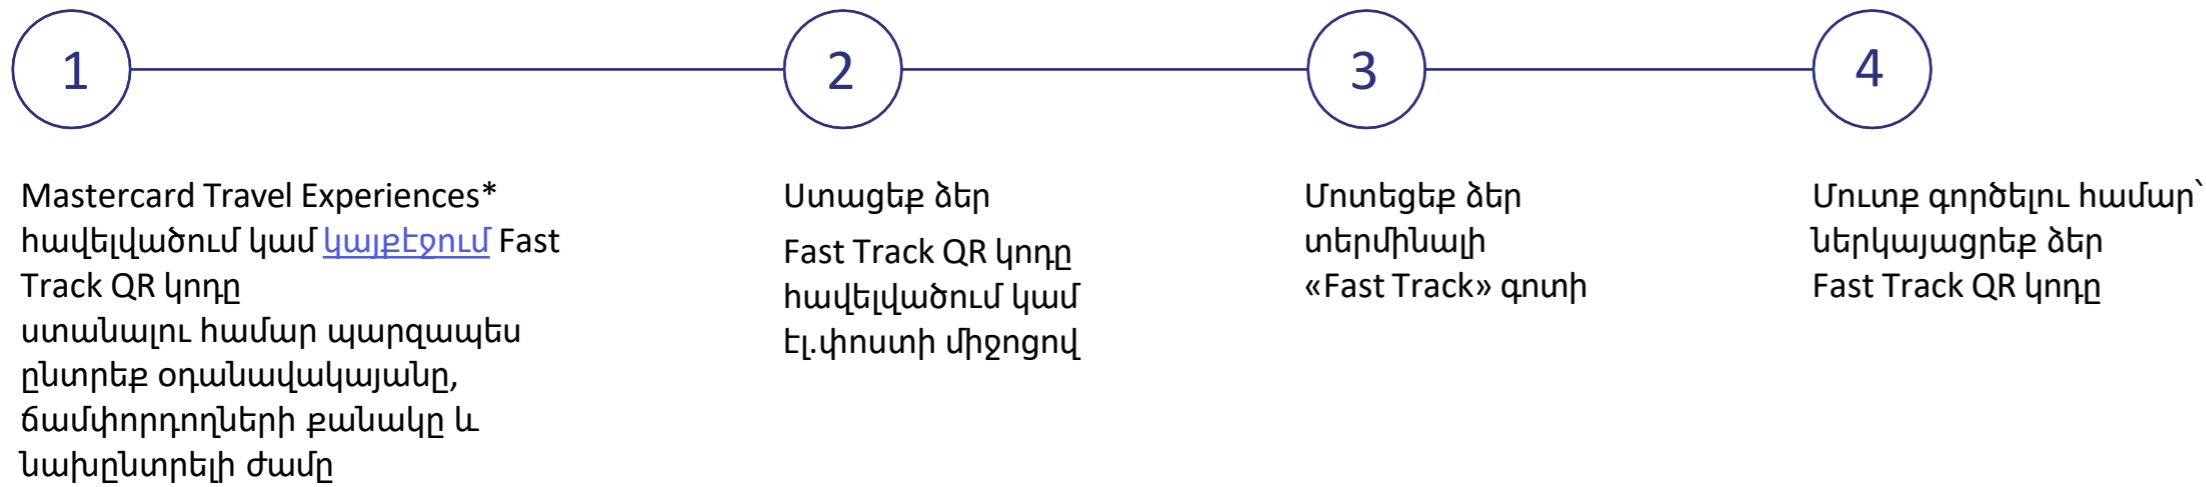 1
Mastercard Travel Experiences*
հավելվածում կամ կայքէջում Fast
Track QR կոդը
ստանալու համար պարզապես
ընտրեք օդանավակայանը,
ճամփորդողների քանակը և
նախընտրելի ժամը
2
Ստացեք ձեր
Fast Track QR կոդը
հավելվածում կամ
էլ.փոստի միջոցով
3
Մոտեցեք ձեր
տերմինալի
«Fast Track» գոտի
4
Մուտք գործելու համար՝
ներկայացրեք ձեր
Fast Track QR կոդը